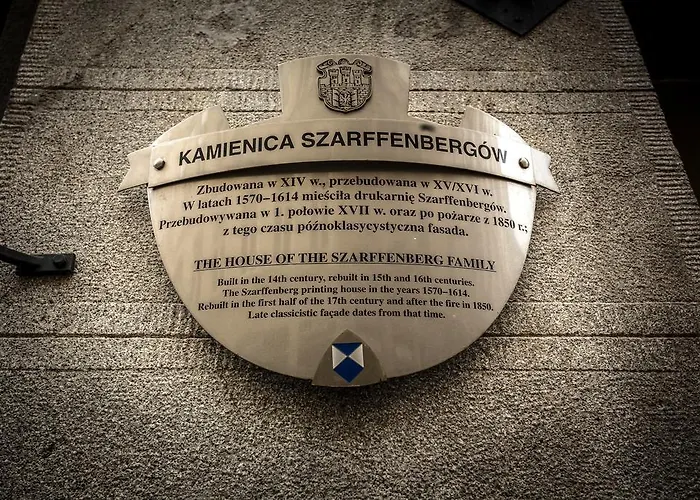 KAMIENICA SZARFFENBERGÓW
Zbudowana w XIV w., przebudowana w XV/XVI w.
W latach 1570–1614 mieściła drukarnię Szarffenbergów.
Przebudowywana w 1. połowie XVII w. oraz po pożarze z 1850 r.;
z tego czasu późnoklasycystyczna fasada.
THE HOUSE OF THE SZARFFENBERG FAMILY
Built in the 14th century, rebuilt in 15th and 16th centuries.
The Szarffenberg printing house in the years 1570–1614.
Rebuilt in the first half of the 17th century and after the fire in 1850.
Late classicistic façade dates from that time.